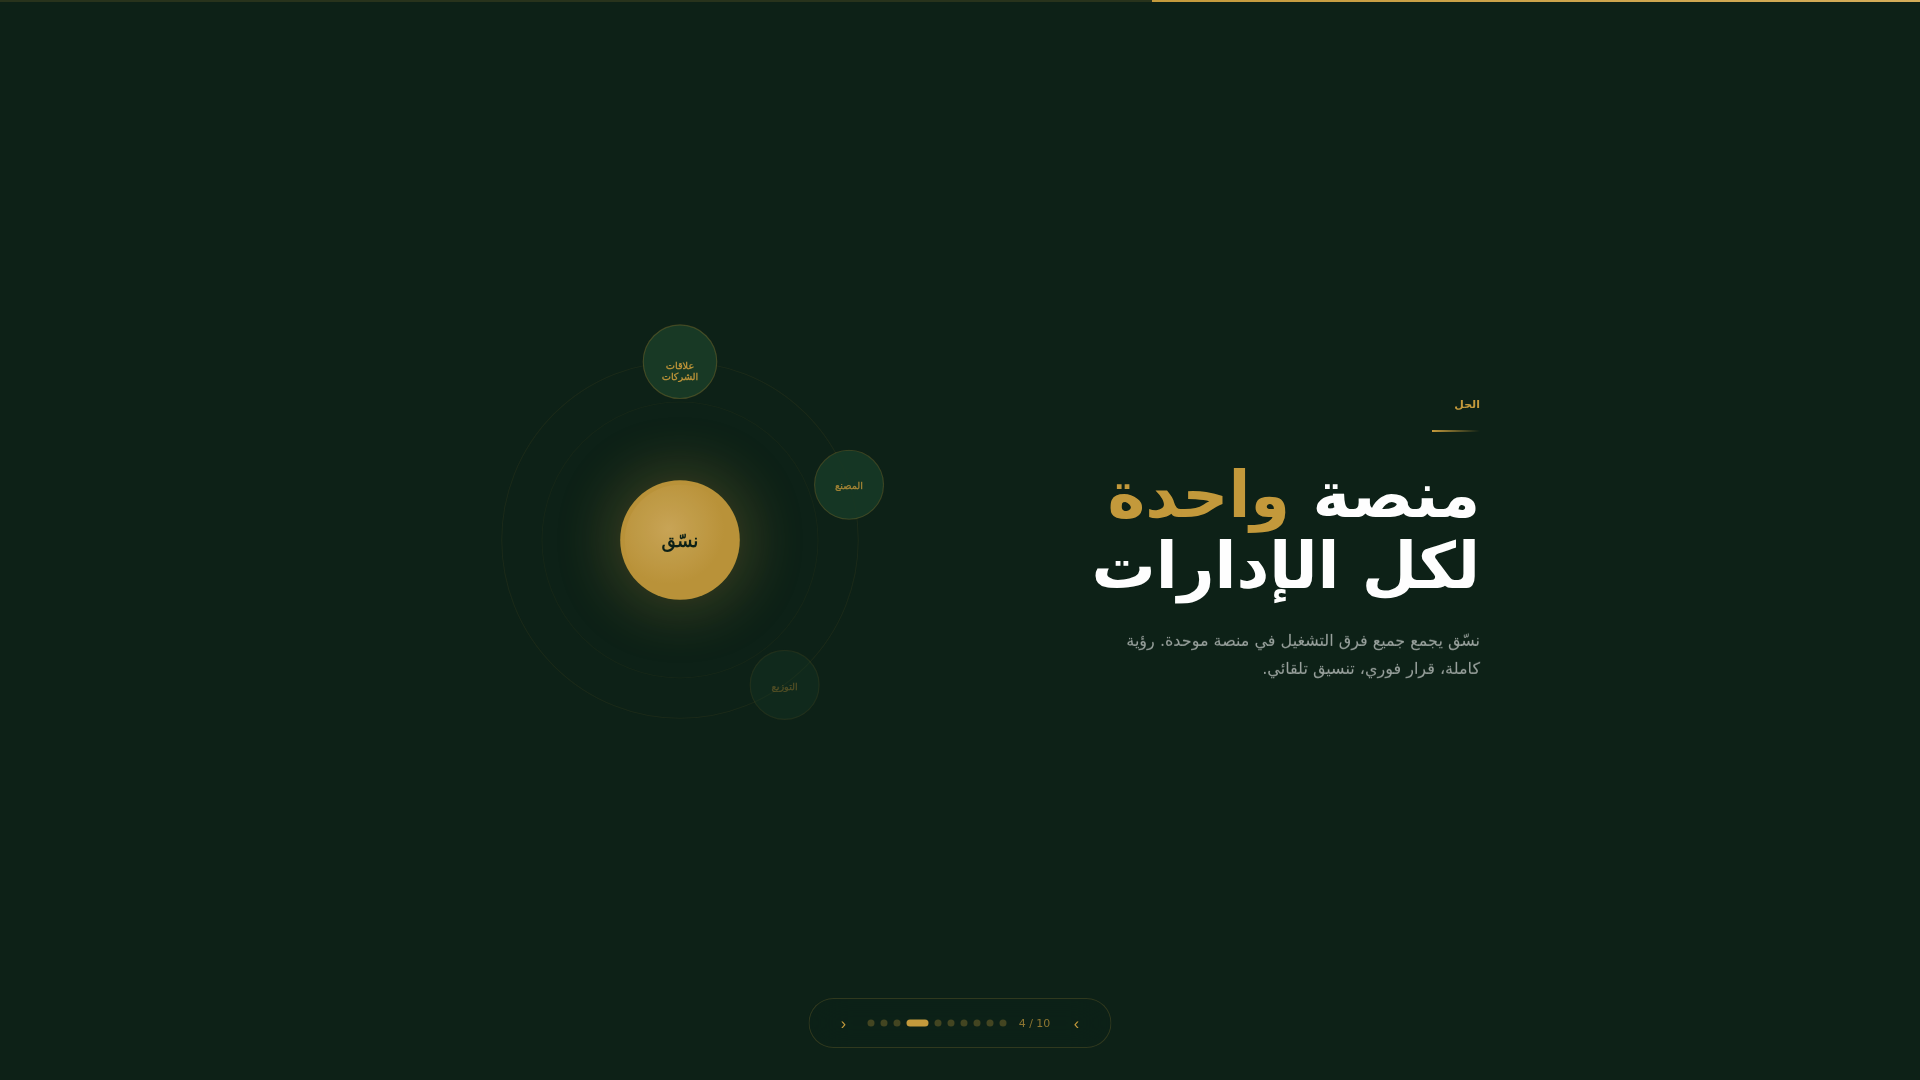 الحل
منصة واحدة
لكل الإدارات
نسّق يجمع جميع فرق التشغيل في منصة موحدة. رؤية
كاملة، قرار فوري، تنسيق تلقائي.
علاقات
الشركات
المصنع
نسّق
التوزيع
4 / 10